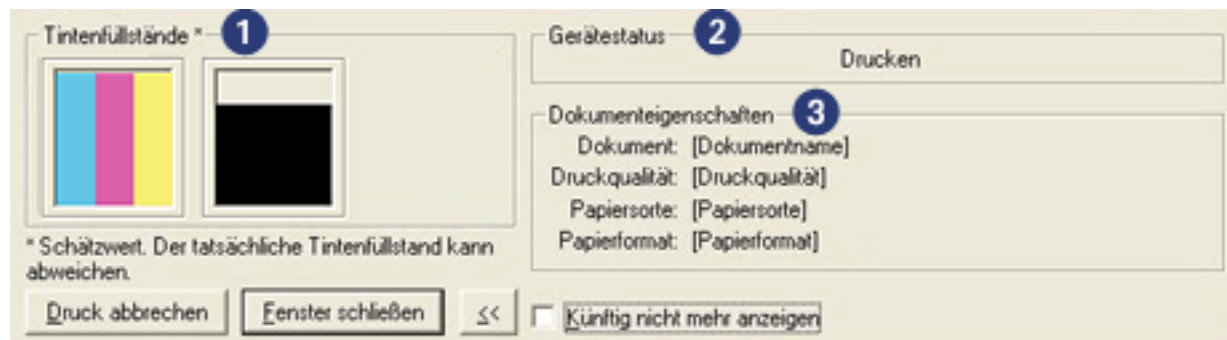 Tintenfüllstände * 1
* Schätzwert. Der tatsächliche Tintenfüllstand kann
abweichen.
Druck abbrechen Fenster schließen <<
Gerätestatus 2
Drucken
Dokumenteigenschaften 3
Dokument: [Dokumentname]
Druckqualität: [Druckqualität]
Papiersorte: [Papiersorte]
Papierformat: [Papierformat]
Künftig nicht mehr anzeigen